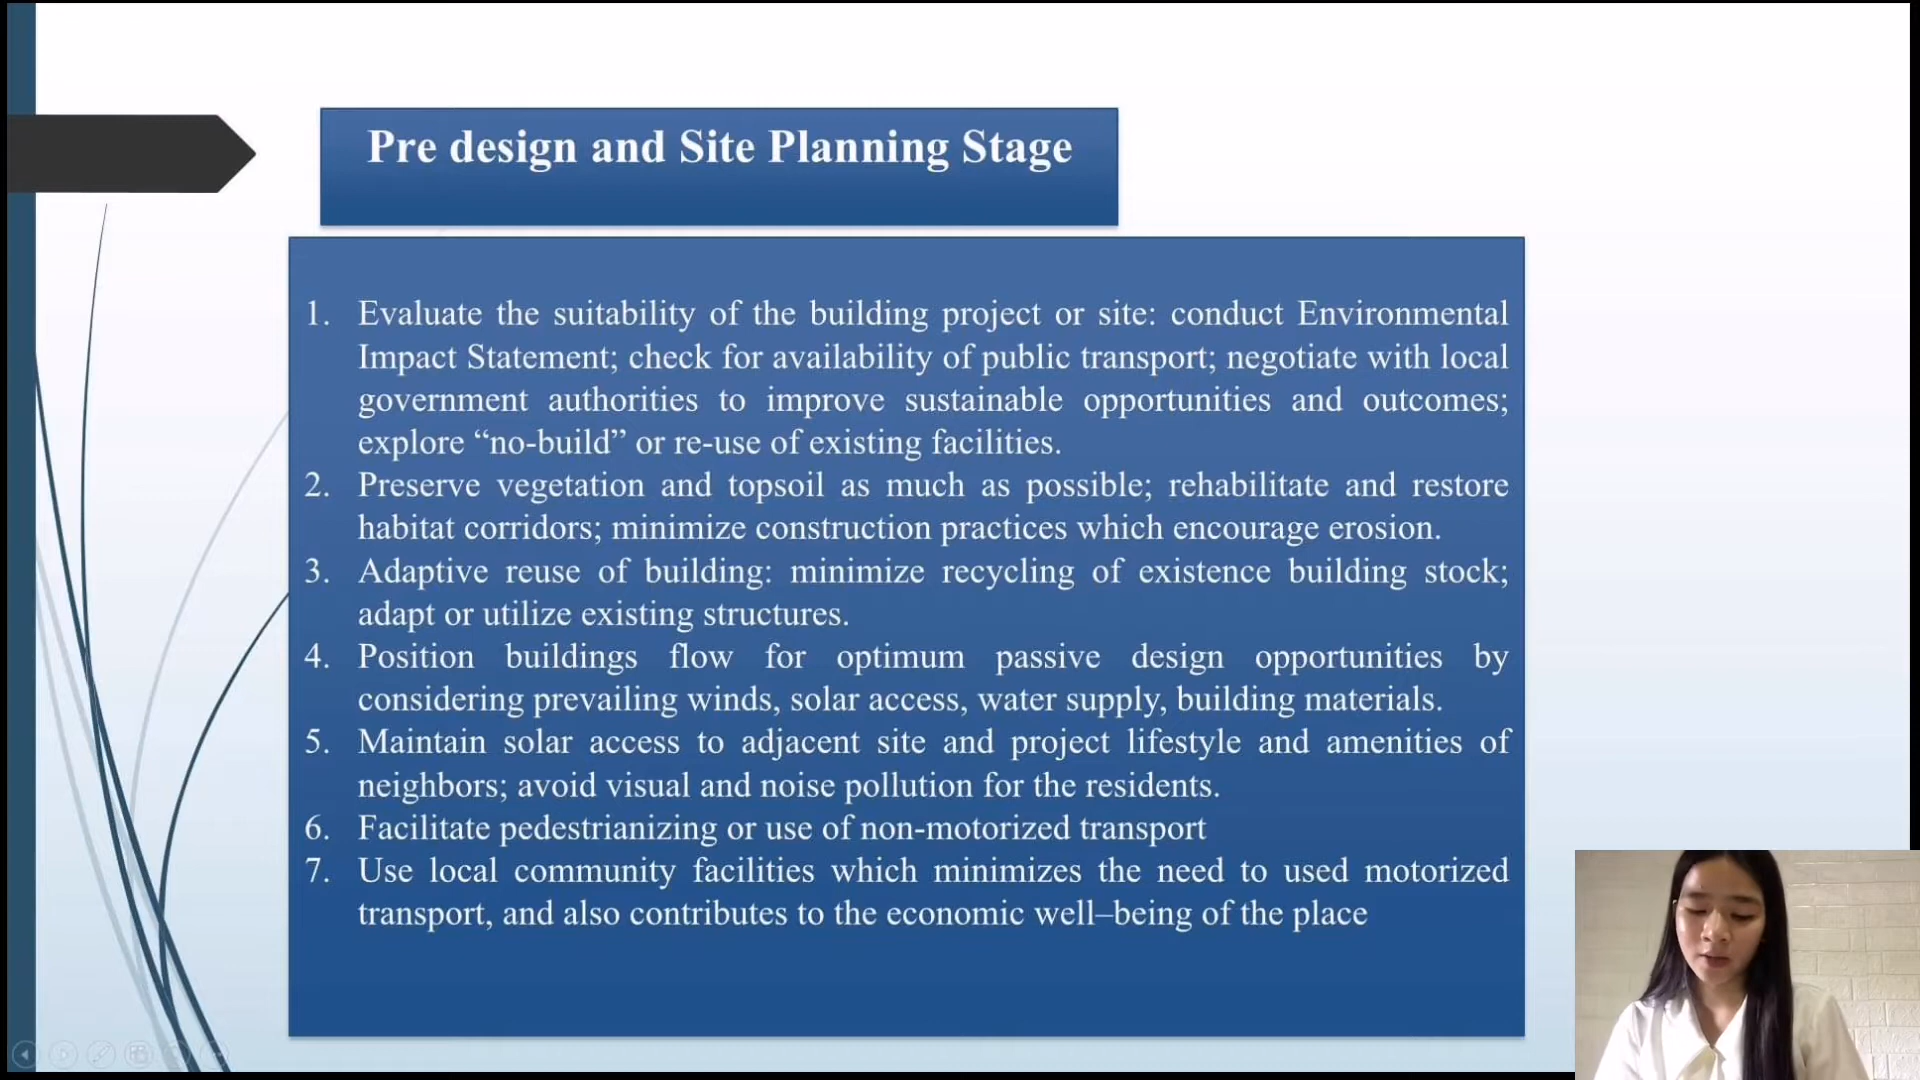 Pre design and Site Planning Stage
1. Evaluate the suitability of the building project or site: conduct Environmental
Impact Statement; check for availability of public transport; negotiate with local
government authorities to improve sustainable opportunities and outcomes;
explore “no-build” or re-use of existing facilities.
2. Preserve vegetation and topsoil as much as possible; rehabilitate and restore
habitat corridors; minimize construction practices which encourage erosion.
3. Adaptive reuse of building: minimize recycling of existence building stock;
adapt or utilize existing structures.
4. Position buildings flow for optimum passive design opportunities by
considering prevailing winds, solar access, water supply, building materials.
5. Maintain solar access to adjacent site and project lifestyle and amenities of
neighbors; avoid visual and noise pollution for the residents.
6. Facilitate pedestrianizing or use of non-motorized transport
7. Use local community facilities which minimizes the need to used motorized
transport, and also contributes to the economic well–being of the place